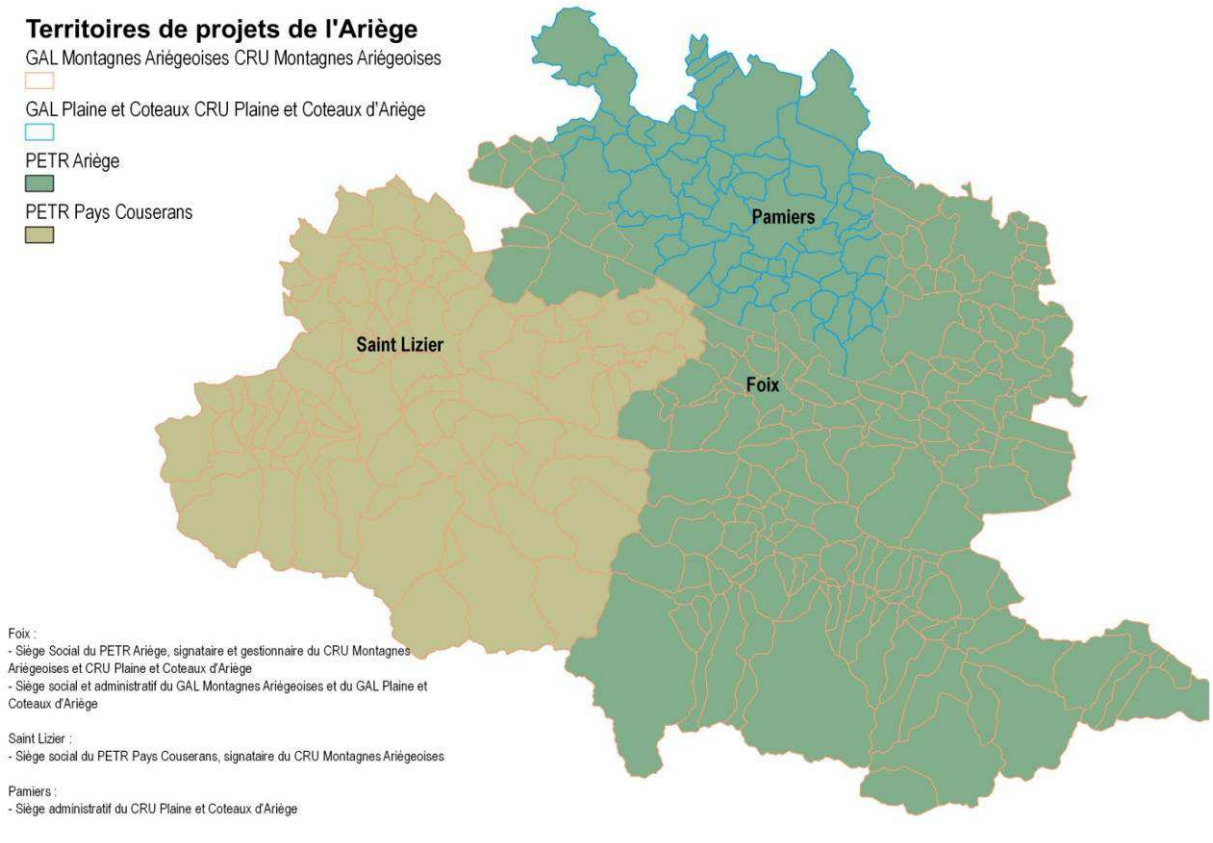 Territoires de projets de l'Ariège
GAL Montagnes Ariégeoises CRU Montagnes Ariégeoises
GAL Plaine et Coteaux CRU Plaine et Coteaux d'Ariège
PETR Ariège
PETR Pays Couserans
Pamiers
Saint Lizier
Foix
Foix :
- Siège Social du PETR Ariège, signataire et gestionnaire du CRU Montagnes
Ariégeoises et CRU Plaine et Coteaux d'Ariège
- Siège social et administratif du GAL Montagnes Ariégeoises et du GAL Plaine et
Coteaux d'Ariège
Saint Lizier :
- Siège social du PETR Pays Couserans, signataire du CRU Montagnes Ariégeoises
Pamiers :
- Siège administratif du CRU Plaine et Coteaux d'Ariège